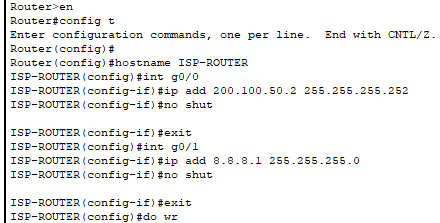 Router>en
Router#config t
Enter configuration commands, one per line.  End with CNTL/Z.
Router(config)#
Router(config)#hostname ISP-ROUTER
ISP-ROUTER(config)#int g0/0
ISP-ROUTER(config-if)#ip add 200.100.50.2 255.255.255.252
ISP-ROUTER(config-if)#no shut
ISP-ROUTER(config-if)#exit
ISP-ROUTER(config)#int g0/1
ISP-ROUTER(config-if)#ip add 8.8.8.1 255.255.255.0
ISP-ROUTER(config-if)#no shut
ISP-ROUTER(config-if)#exit
ISP-ROUTER(config)#do wr